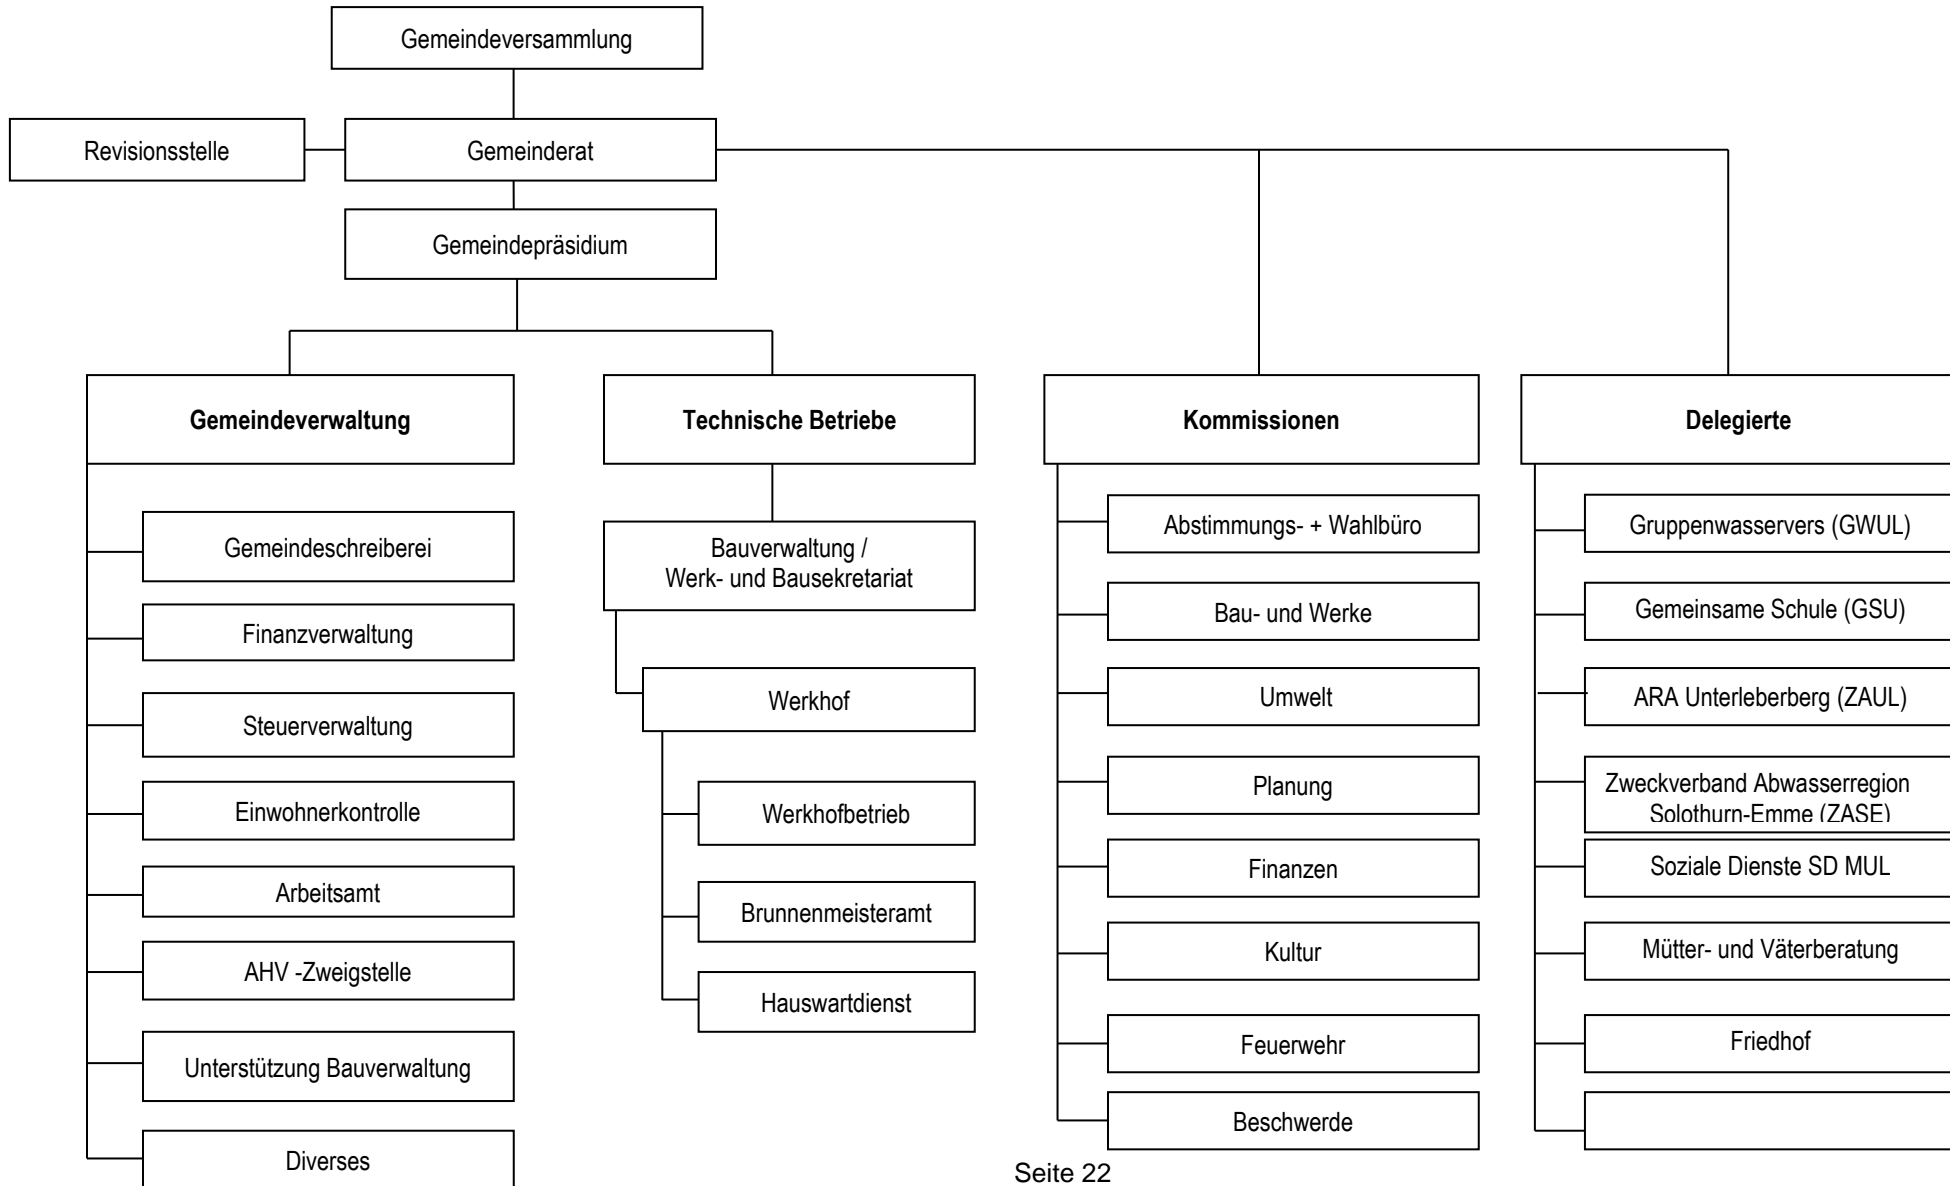 Gemeindeversammlung
Revisionsstelle
Gemeinderat
Gemeindepräsidium
Gemeindeverwaltung
Gemeindeschreiberei
Finanzverwaltung
Steuerverwaltung
Einwohnerkontrolle
Arbeitsamt
AHV -Zweigstelle
Unterstützung Bauverwaltung
Diverses
Technische Betriebe
Bauverwaltung /
Werk- und Bausekretariat
Werkhof
Werkhofbetrieb
Brunnenmeisteramt
Hauswartdienst
Kommissionen
Abstimmungs- + Wahlbüro
Bau- und Werke
Umwelt
Planung
Finanzen
Kultur
Feuerwehr
Beschwerde
Delegierte
Gruppenwasservers (GWUL)
Gemeinsame Schule (GSU)
ARA Unterleberberg (ZAUL)
Zweckverband Abwasserregion
Solothurn-Emme (ZASE)
Soziale Dienste SD MUL
Mütter- und Väterberatung
Friedhof
Seite 22